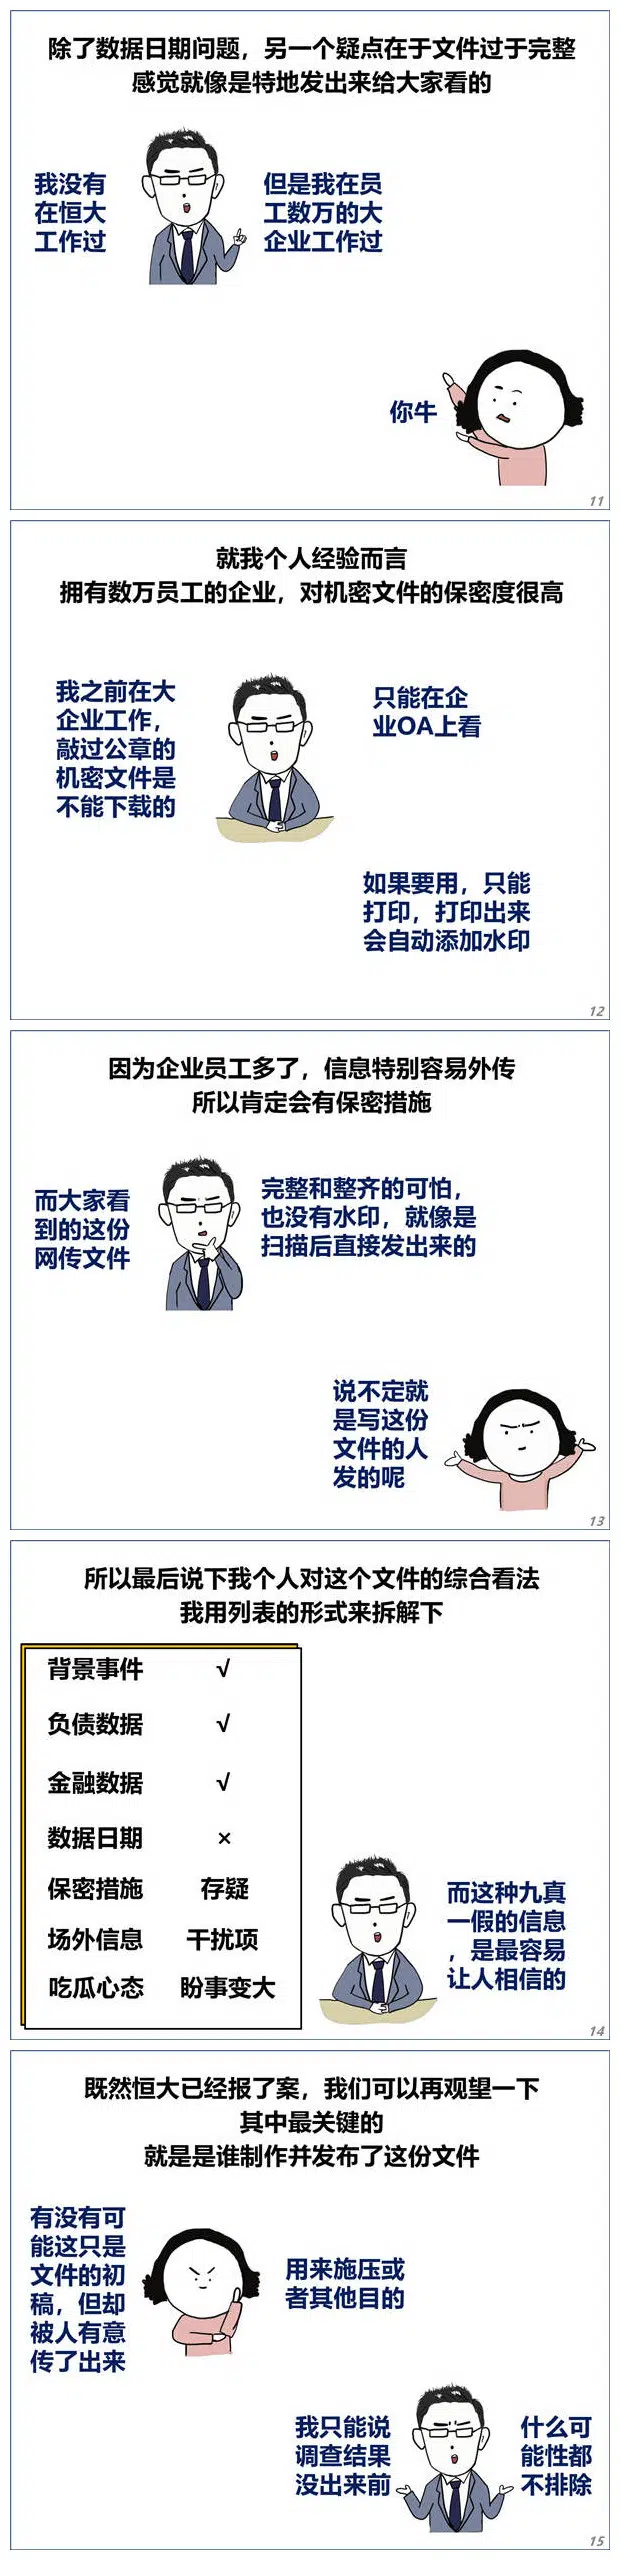 除了数据日期问题，另一个疑点在于文件过于完整
感觉就像是特地发出来给大家看的
我没有
在恒大
工作过
但是我在员
工数万的大
企业工作过
你牛
11
就我个人经验而言
拥有数万员工的企业，对机密文件的保密度很高
我之前在大
企业工作，
敲过公章的
机密文件是
不能下载的
只能在企
业OA上看
如果要用，只能
打印，打印出来
会自动添加水印
12
因为企业员工多了，信息特别容易外传
所以肯定会有保密措施
而大家看
到的这份
网传文件
完整和整齐的可怕，
也没有水印，就像是
扫描后直接发出来的
说不定就
是写这份
文件的人
发的呢
13
所以最后说下我个人对这个文件的综合看法
我用列表的形式来拆解下
背景事件 √
负债数据 √
金融数据 √
数据日期 ×
保密措施 存疑
场外信息 干扰项
吃瓜心态 盼事变大
而这种九真
一假的信息
，是最容易
让人相信的
14
既然恒大已经报了案，我们可以再观望一下
其中最关键的
就是是谁制作并发布了这份文件
有没有可
能这只是
文件的初
稿，但却
被人有意
传了出来
用来施压或
者其他目的
我只能说
调查结果
没出来前
什么可
能性都
不排除
15